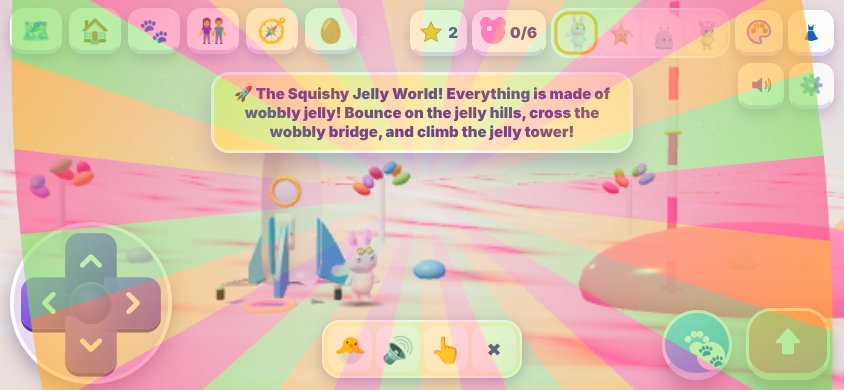 2
0/6
🚀 The Squishy Jelly World! Everything is made of
wobbly jelly! Bounce on the jelly hills, cross the
wobbly bridge, and climb the jelly tower!